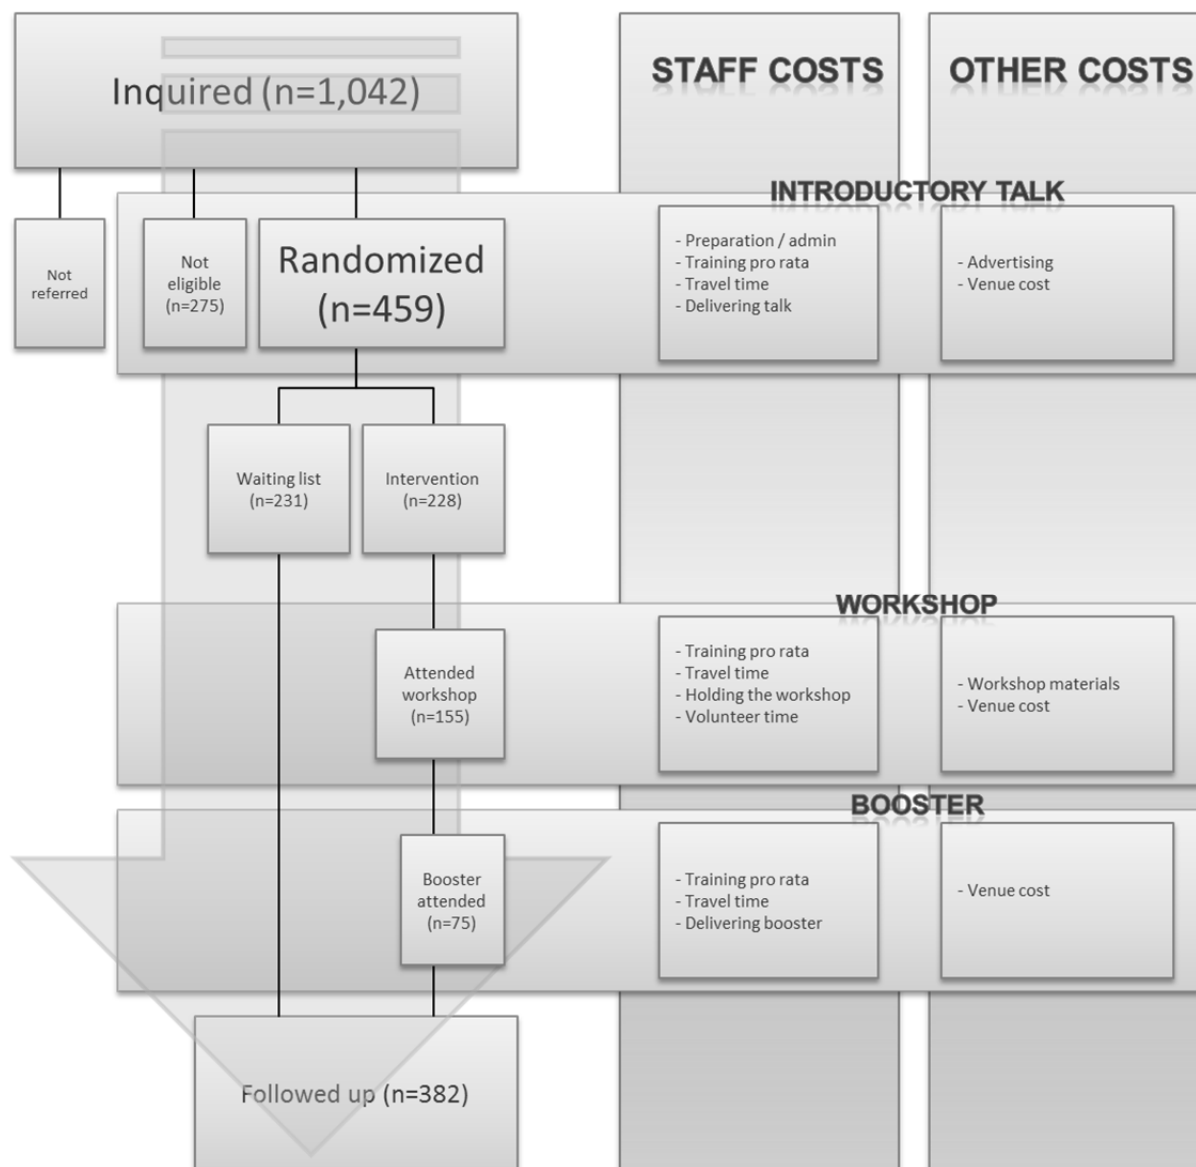 Inquired (n=1,042)
STAFF COSTS
OTHER COSTS
INTRODUCTORY TALK
Not
referred
Not
eligible
(n=275)
Randomized
(n=459)
- Preparation / admin
- Training pro rata
- Travel time
- Delivering talk
- Advertising
- Venue cost
Waiting list
(n=231)
Intervention
(n=228)
WORKSHOP
Attended
workshop
(n=155)
- Training pro rata
- Travel time
- Holding the workshop
- Volunteer time
- Workshop materials
- Venue cost
BOOSTER
Booster
attended
(n=75)
- Training pro rata
- Travel time
- Delivering booster
- Venue cost
Followed up (n=382)